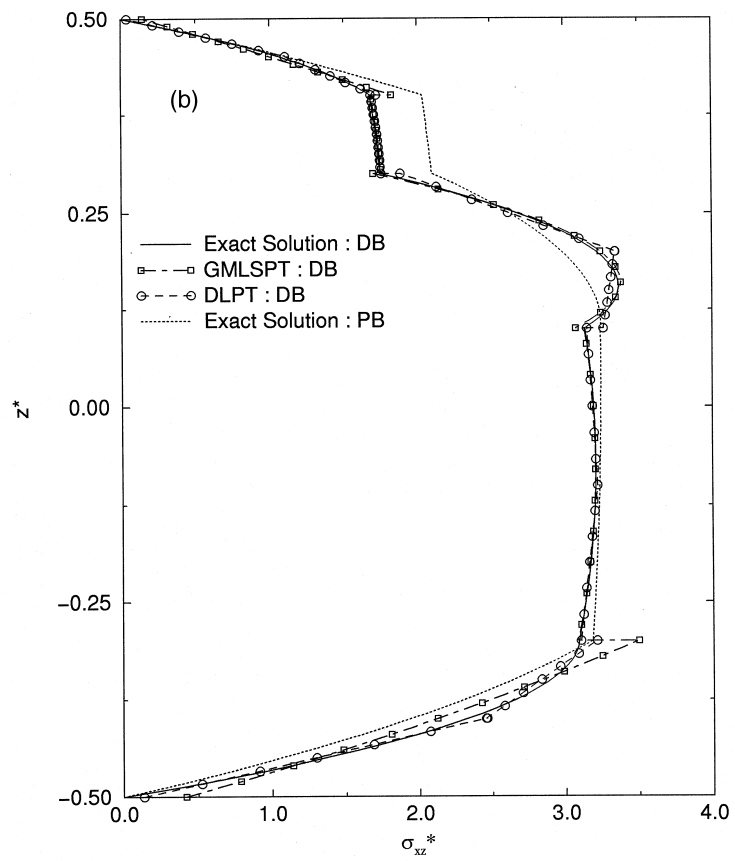 0.50
(b)
0.25
Exact Solution : DB
GMLSPT : DB
DLPT : DB
Exact Solution : PB
z*
0.00
−0.25
−0.50
0.0 1.0 2.0 3.0 4.0
σxz*